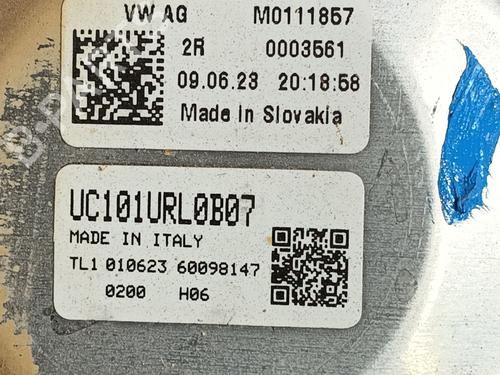 VW AG M0111857
2R 0003561
09.06.23 20:18:58
Made in Slovakia
UC101URL0B07
MADE IN ITALY
TL1 010623 60098147
0200 H06